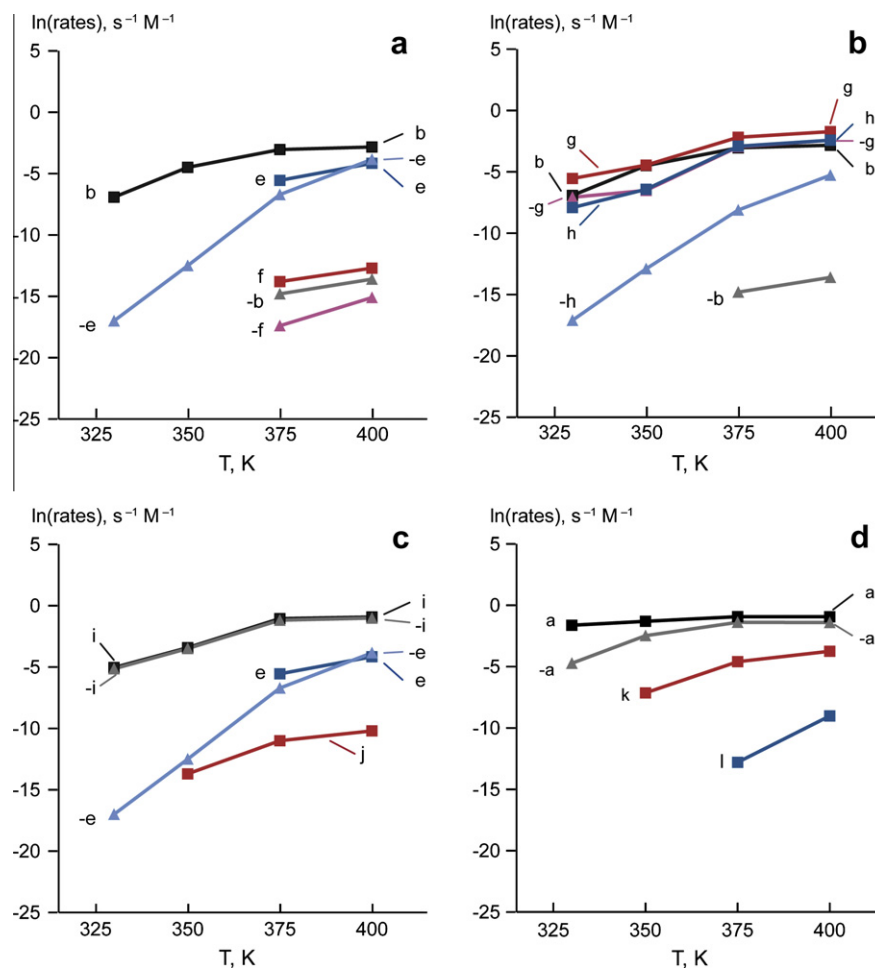 ln(rates), s⁻¹ M⁻¹
a
5
0
-5
-10
-15
-20
-25
325 350 375 400
T, K
b
b
-e
e
e
f
-b
-f
-e
ln(rates), s⁻¹ M⁻¹
b
5
0
-5
-10
-15
-20
-25
325 350 375 400
T, K
g
g
h
-g
b
b
-g
h
-h
-b
ln(rates), s⁻¹ M⁻¹
c
5
0
-5
-10
-15
-20
-25
325 350 375 400
T, K
i
-i
i
-i
-e
e
e
j
-e
ln(rates), s⁻¹ M⁻¹
d
5
0
-5
-10
-15
-20
-25
325 350 375 400
T, K
a
a
-a
-a
k
l